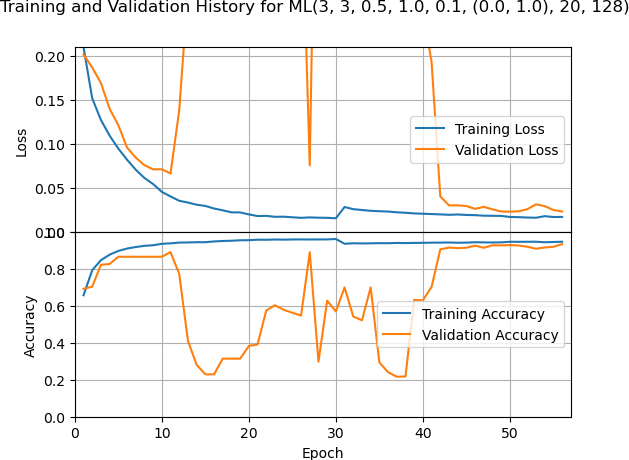 Training and Validation History for ML(3, 3, 0.5, 1.0, 0.1, (0.0, 1.0), 20, 128)
0.20
0.15
0.10
0.05
Loss
Training Loss
Validation Loss
1.0
0.8
0.6
0.4
0.2
0.0
Accuracy
Training Accuracy
Validation Accuracy
0 10 20 30 40 50
Epoch